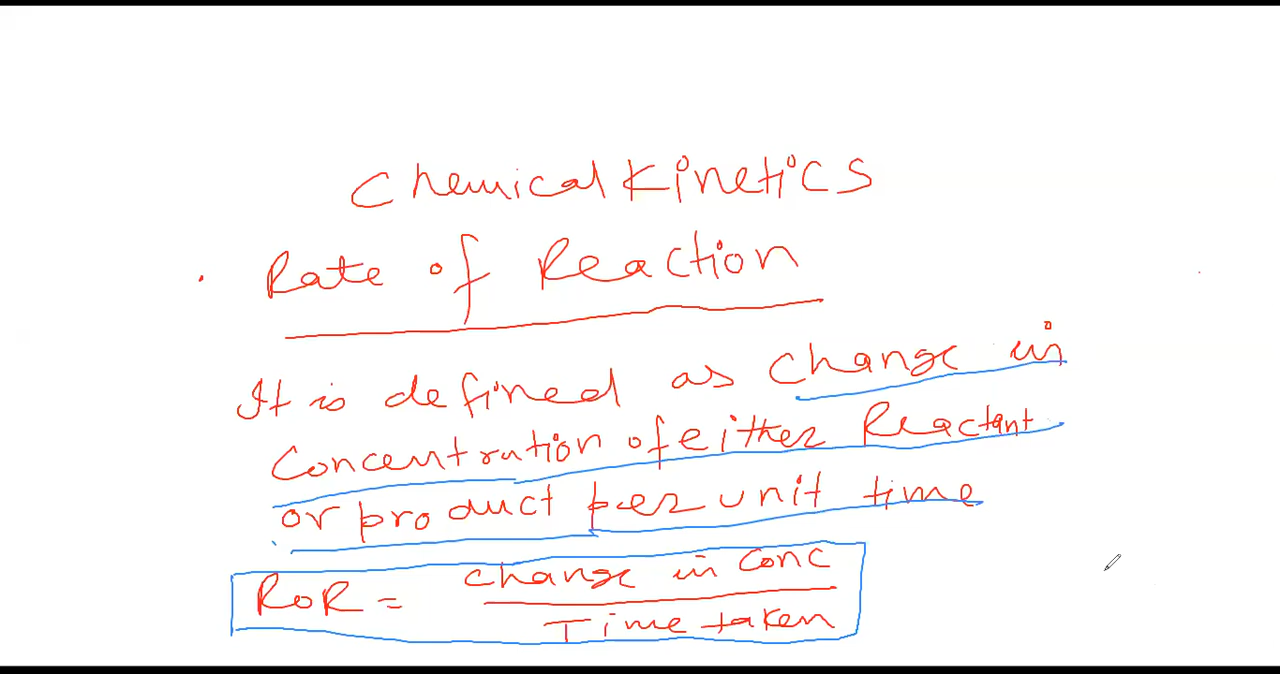 Chemical Kinetics
Rate of Reaction
It is defined as change in
Concentration of either Reactant
or product per unit time
RoR = change in Conc
Time taken